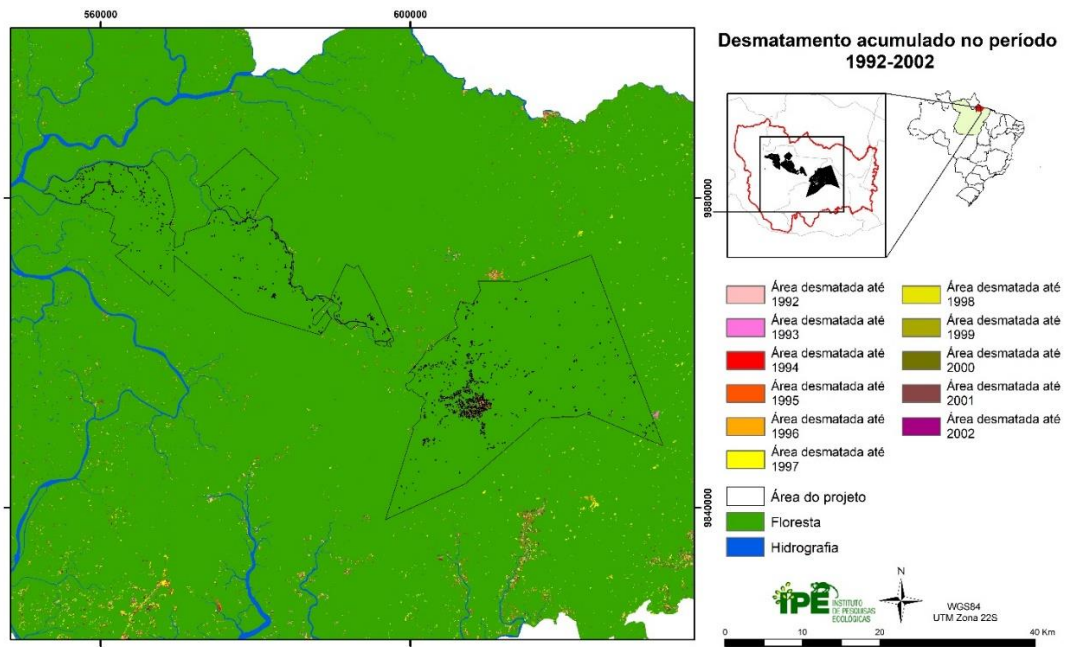 560000
600000
9880000
9840000
Desmatamento acumulado no período
1992-2002
Área desmatada até
1992
Área desmatada até
1993
Área desmatada até
1994
Área desmatada até
1995
Área desmatada até
1996
Área desmatada até
1997
Área desmatada até
1998
Área desmatada até
1999
Área desmatada até
2000
Área desmatada até
2001
Área desmatada até
2002
Área do projeto
Floresta
Hidrografia
IPÊ
INSTITUTO
DE PESQUISAS
ECOLÓGICAS
N
WGS84
UTM Zona 22S
0 10 20 40 Km